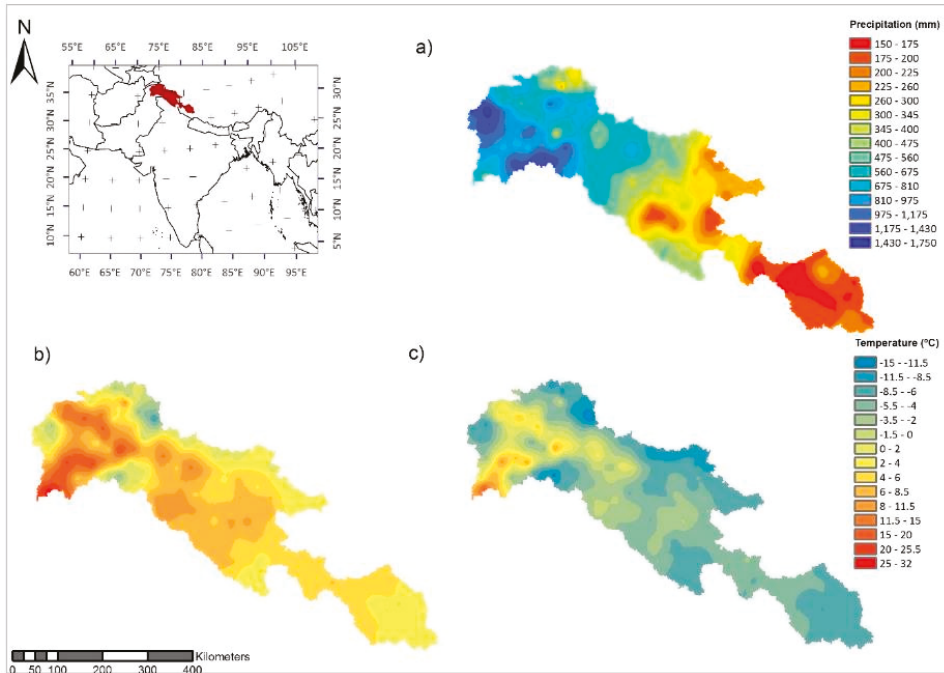 N
55°E 65°E 75°E 85°E 95°E 105°E
35°N
30°N
25°N
20°N
15°N
10°N
30°N
25°N
20°N
15°N
10°N
5°N
60°E 65°E 70°E 75°E 80°E 85°E 90°E 95°E
a)
Precipitation (mm)
150 - 175
175 - 200
200 - 225
225 - 260
260 - 300
300 - 345
345 - 400
400 - 475
475 - 560
560 - 675
675 - 810
810 - 975
975 - 1,175
1,175 - 1,430
1,430 - 1,750
b)
c)
Temperature (°C)
-15 - -11.5
-11.5 - -8.5
-8.5 - -6
-5.5 - -4
-3.5 - -2
-1.5 - 0
0 - 2
2 - 4
4 - 6
6 - 8.5
8 - 11.5
11.5 - 15
15 - 20
20 - 25.5
25 - 32
Kilometers
0 50 100 200 300 400